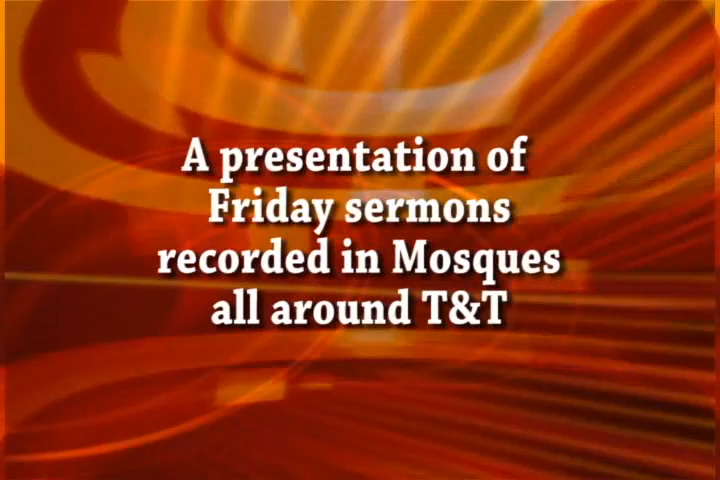 A presentation of
Friday sermons
recorded in Mosques
all around T&T